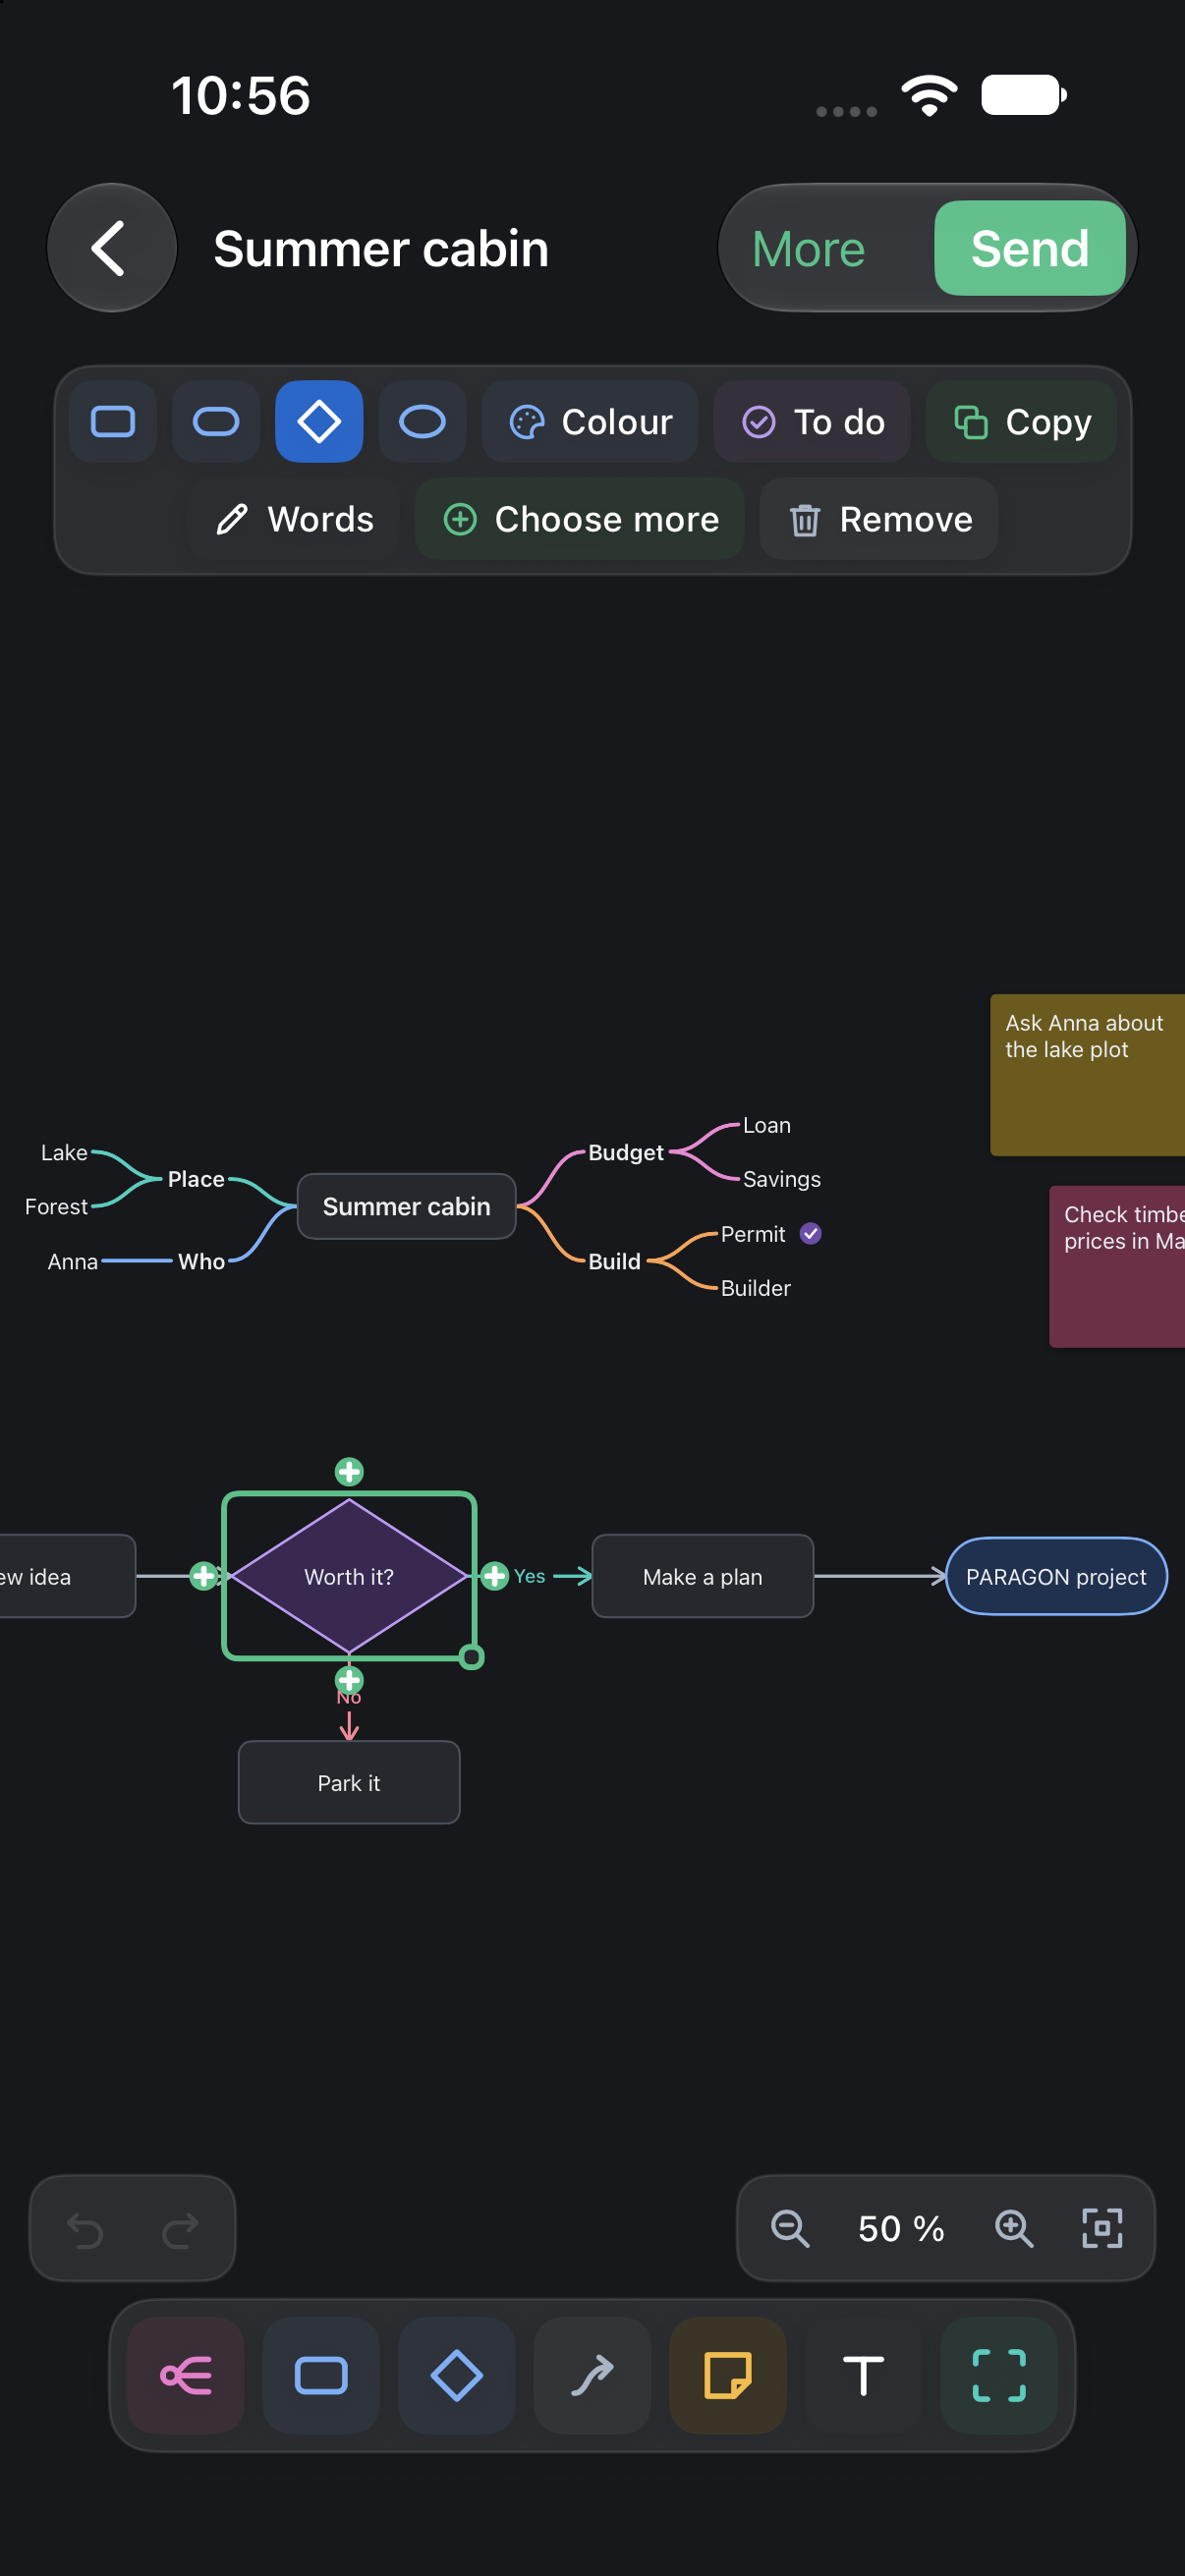 10:56
Summer cabin
More
Send
Colour
To do
Copy
Words
Choose more
Remove
Ask Anna about
the lake plot
Loan
Lake
Budget
Place
Savings
Forest
Summer cabin
Check timbe
prices in Ma
Permit
Anna
Who
Build
Builder
ew idea
Worth it?
Yes
Make a plan
PARAGON project
No
Park it
50 %